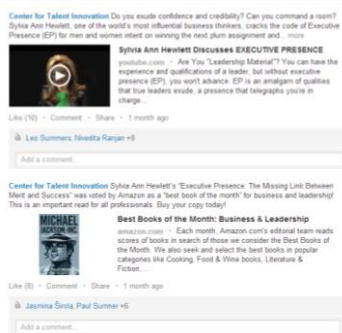 Center for Talent Innovation Do you exude confidence and credibility? Can you command a room?
Sylvia Ann Hewlett, one of the world's most influential business thinkers, cracks the code of Executive
Presence (EP) for men and women intent on winning the next plum assignment and... more
Sylvia Ann Hewlett Discusses EXECUTIVE PRESENCE
youtube.com • Are You "Leadership Material"? You can have the
experience and qualifications of a leader, but without executive
presence (EP), you won't advance. EP is an amalgam of qualities
that true leaders exude, a presence that telegraphs you're in
charge...
Like (10) • Comment • Share • 1 month ago
Les Summers, Nivedita Ranjan +8
Add a comment...
Center for Talent Innovation Sylvia Ann Hewlett's "Executive Presence: The Missing Link Between
Merit and Success" was voted by Amazon as a "best book of the month" for business and leadership!
This is an important read for all professionals. Buy your copy today!
MICHAEL
JACKSON, INC.
Best Books of the Month: Business & Leadership
amazon.com • Each month, Amazon.com's editorial team reads
scores of books in search of those we consider the Best Books of
the Month. We also seek and select the best books in popular
categories like Cooking, Food & Wine books, Literature &
Fiction,...
Like (8) • Comment • Share • 1 month ago
Jasmina Širola, Paul Sumner +6
Add a comment...